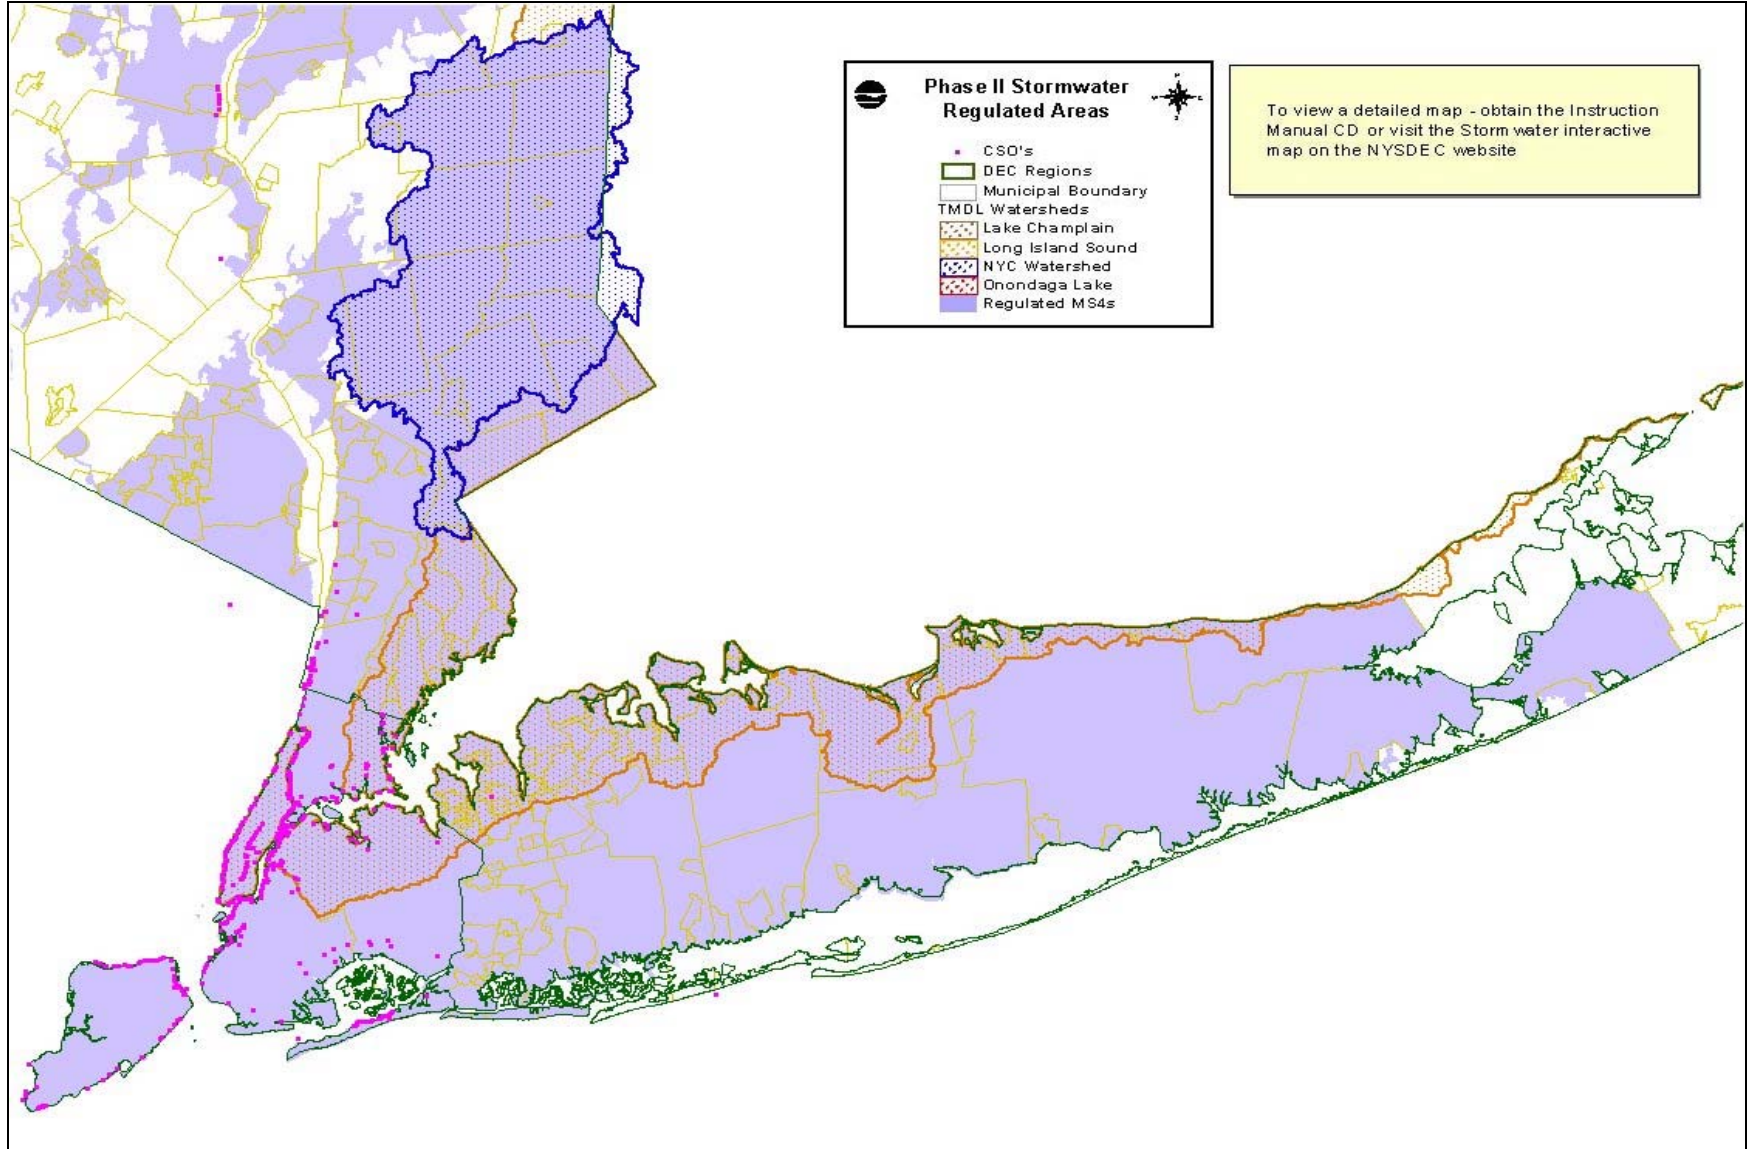 Phase II Stormwater
Regulated Areas
CSO's
DEC Regions
Municipal Boundary
TMDL Watersheds
Lake Champlain
Long Island Sound
NYC Watershed
Onondaga Lake
Regulated MS4s
To view a detailed map - obtain the Instruction
Manual CD or visit the Stormwater interactive
map on the NYSDEC website